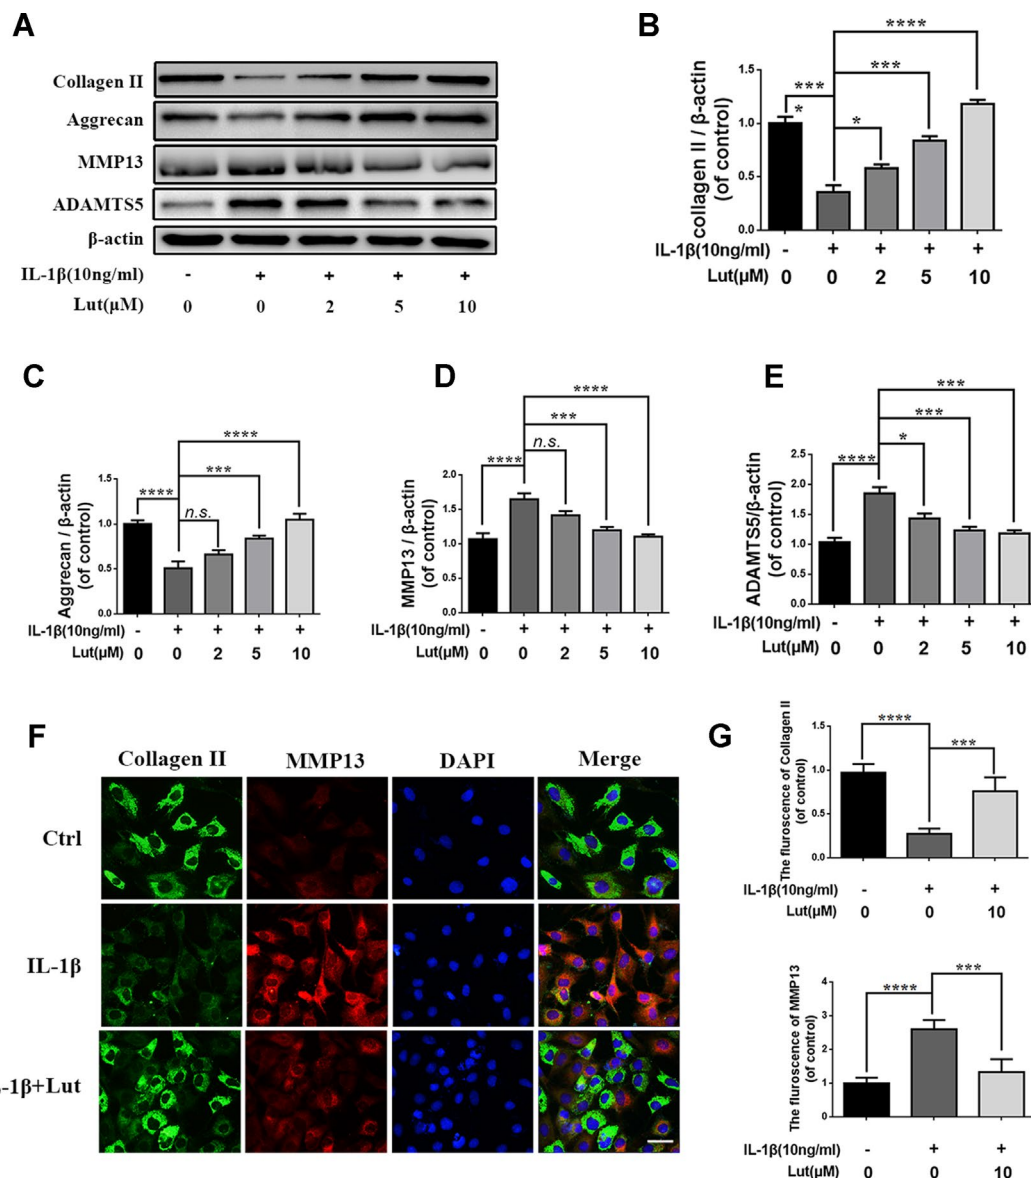 A
Collagen II
Aggrecan
MMP13
ADAMTS5
β-actin
IL-1β(10ng/ml) - + + + +
Lut(μM) 0 0 2 5 10
B
collagen II / β-actin
(of control)
1.5
1.0
0.5
0.0
****
***
***
*
*
IL-1β(10ng/ml) - + + + +
Lut(μM) 0 0 2 5 10
C
Aggrecan / β-actin
(of control)
1.5
1.0
0.5
0.0
****
***
****
n.s.
IL-1β(10ng/ml) - + + + +
Lut(μM) 0 0 2 5 10
D
MMP13 / β-actin
(of control)
2.0
1.5
1.0
0.5
0.0
****
***
n.s.
****
IL-1β(10ng/ml) - + + + +
Lut(μM) 0 0 2 5 10
E
ADAMTS5/β-actin
(of control)
2.5
2.0
1.5
1.0
0.5
0.0
***
***
*
****
IL-1β(10ng/ml) - + + + +
Lut(μM) 0 0 2 5 10
F
Collagen II MMP13 DAPI Merge
Ctrl
IL-1β
-1β+Lut
G
The fluroscence of Collagen II
(of control)
1.5
1.0
0.5
0.0
****
***
IL-1β(10ng/ml) - + +
Lut(μM) 0 0 10
The fluroscence of MMP13
(of control)
4
3
2
1
0
****
***
IL-1β(10ng/ml) - + +
Lut(μM) 0 0 10